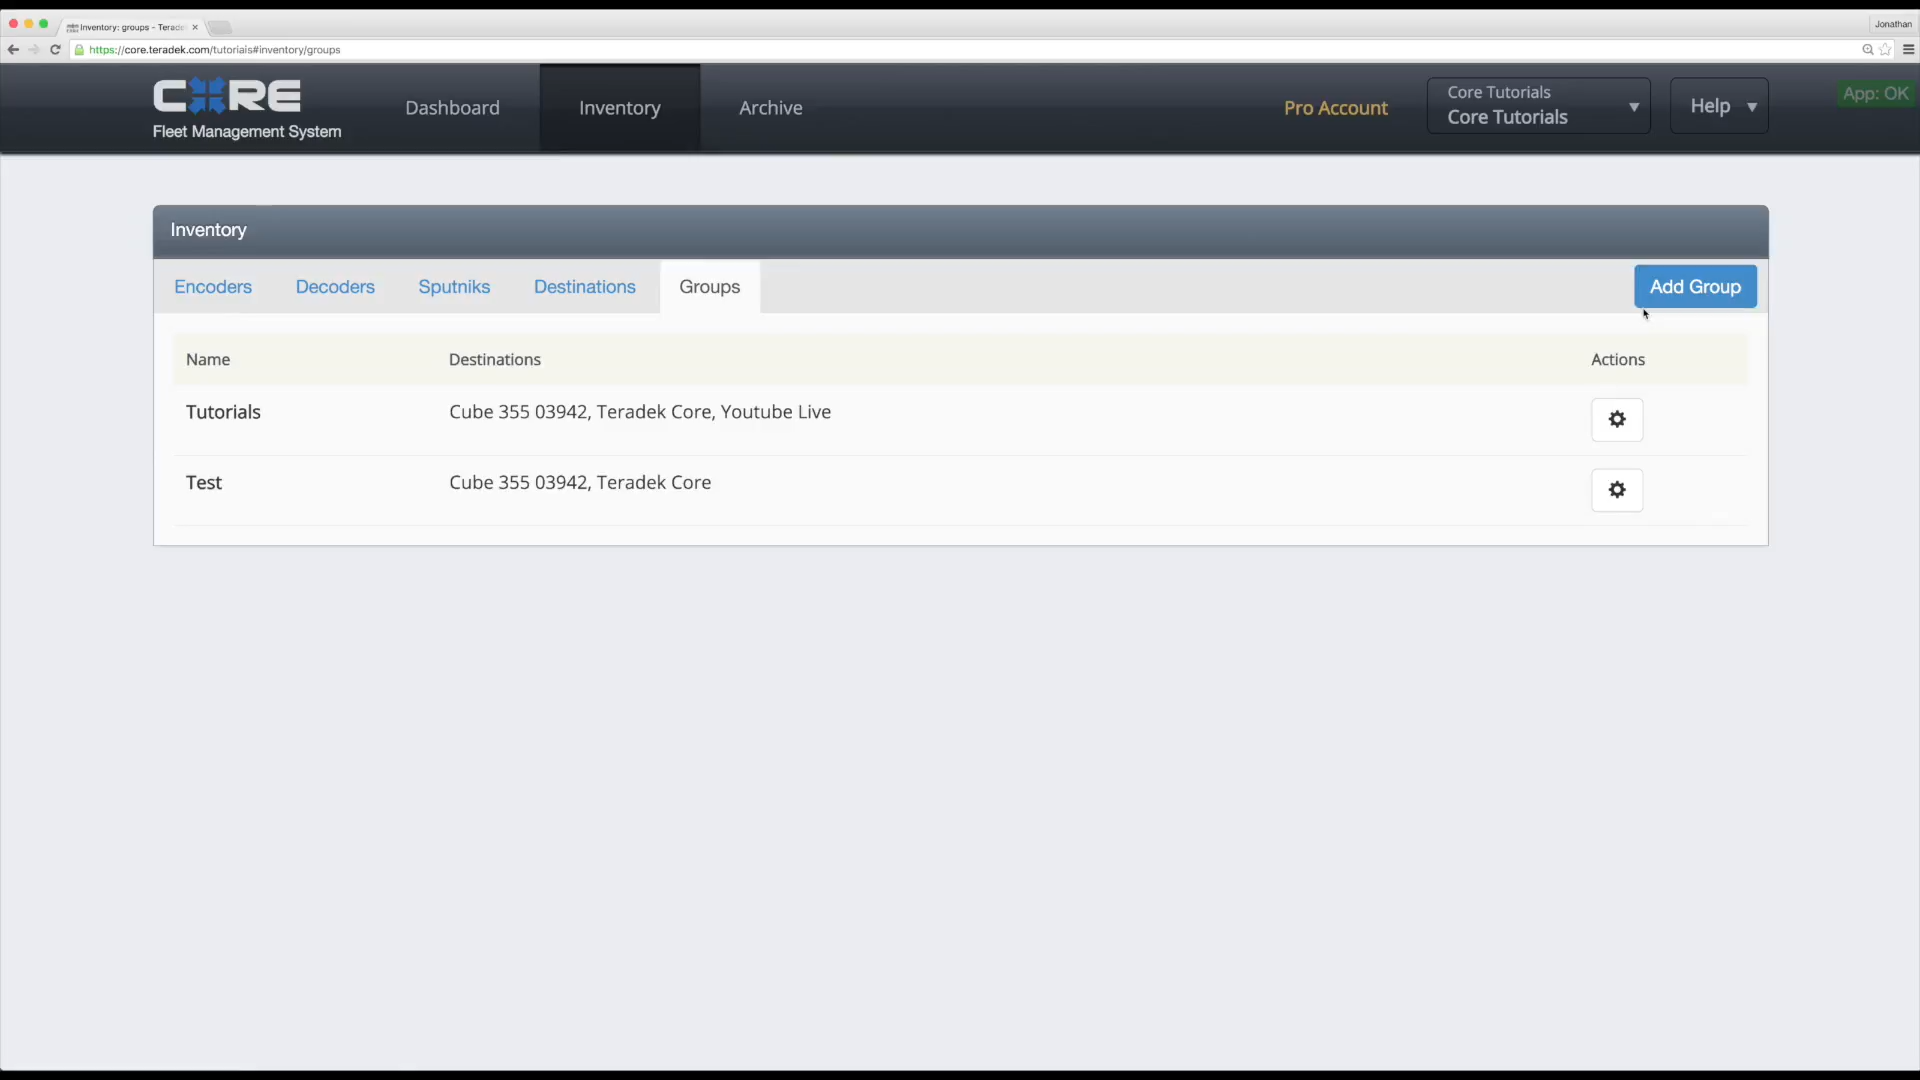 Inventory: groups - Terade
Jonathan
https://core.teradek.com/tutorials#inventory/groups
CORE
Fleet Management System
Dashboard
Inventory
Archive
Pro Account
Core Tutorials
Core Tutorials
Help
App: OK
Inventory
Encoders
Decoders
Sputniks
Destinations
Groups
Add Group
Name
Destinations
Actions
Tutorials
Cube 355 03942, Teradek Core, Youtube Live
Test
Cube 355 03942, Teradek Core